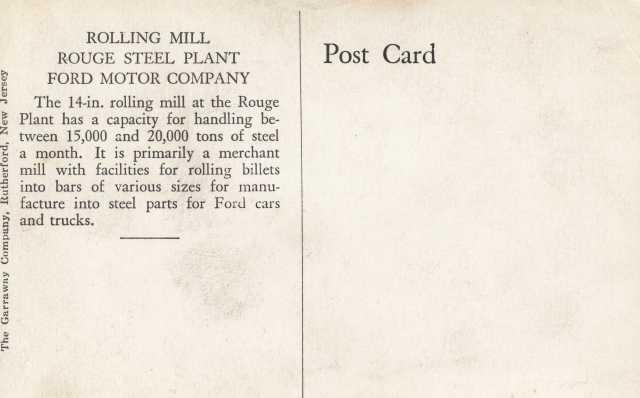 ROLLING MILL
ROUGE STEEL PLANT
FORD MOTOR COMPANY
The 14-in. rolling mill at the Rouge
Plant has a capacity for handling be-
tween 15,000 and 20,000 tons of steel
a month. It is primarily a merchant
mill with facilities for rolling billets
into bars of various sizes for manu-
facture into steel parts for Ford cars
and trucks.
The Garraway Company, Rutherford, New Jersey
Post Card